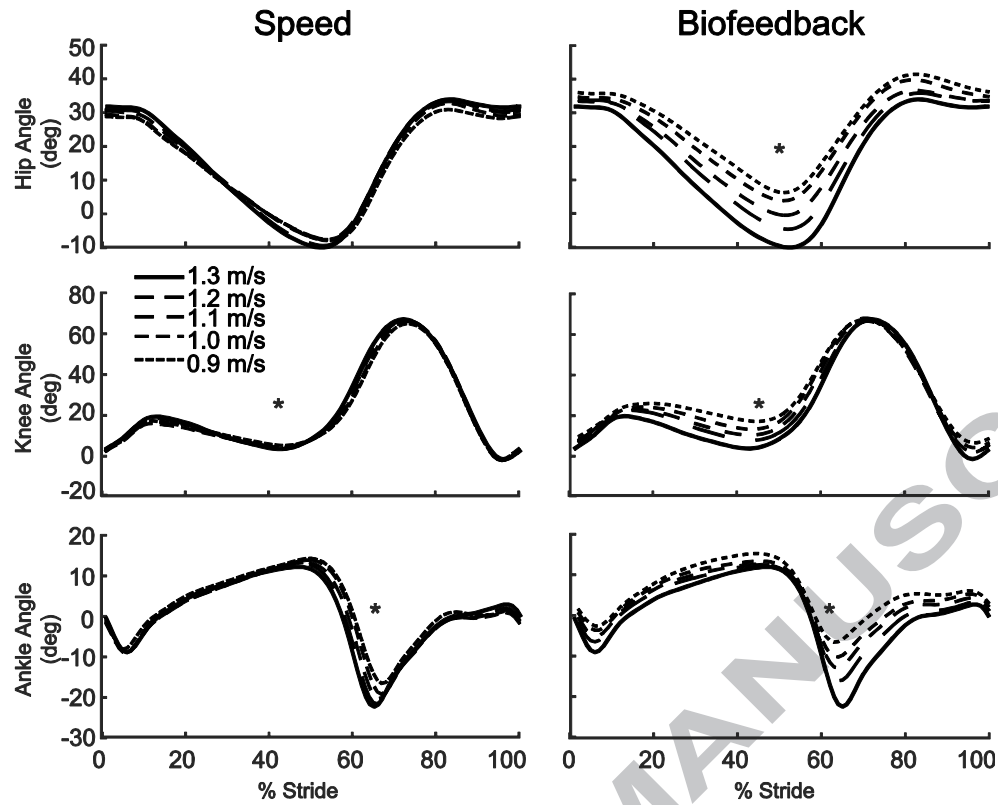 Speed
Biofeedback
Hip Angle
(deg)
50
40
30
20
10
0
-10
*
1.3 m/s
1.2 m/s
1.1 m/s
1.0 m/s
0.9 m/s
Knee Angle
(deg)
80
60
40
20
0
-20
*
*
Ankle Angle
(deg)
20
10
0
-10
-20
-30
*
*
0 20 40 60 80 100
0 20 40 60 80 100
% Stride
% Stride
MANUSC